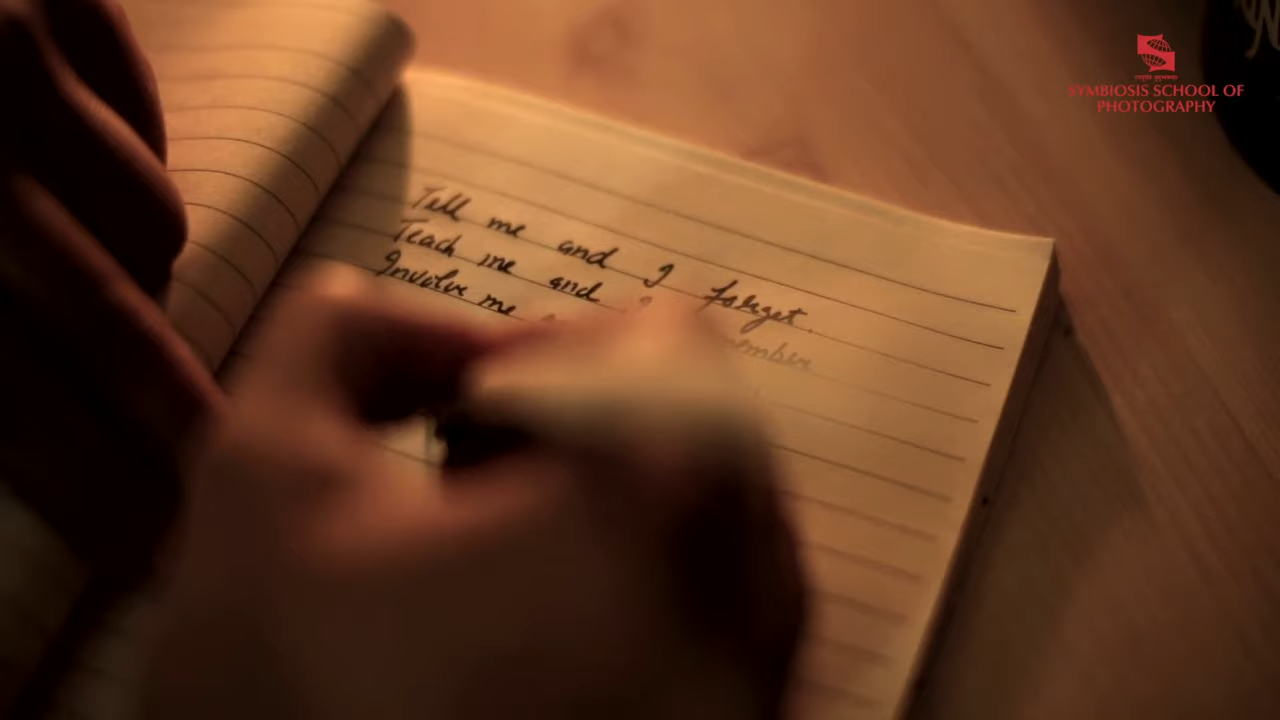 SYMBIOSIS SCHOOL OF
PHOTOGRAPHY
Tell me and I forget.
Teach me and
Involve me